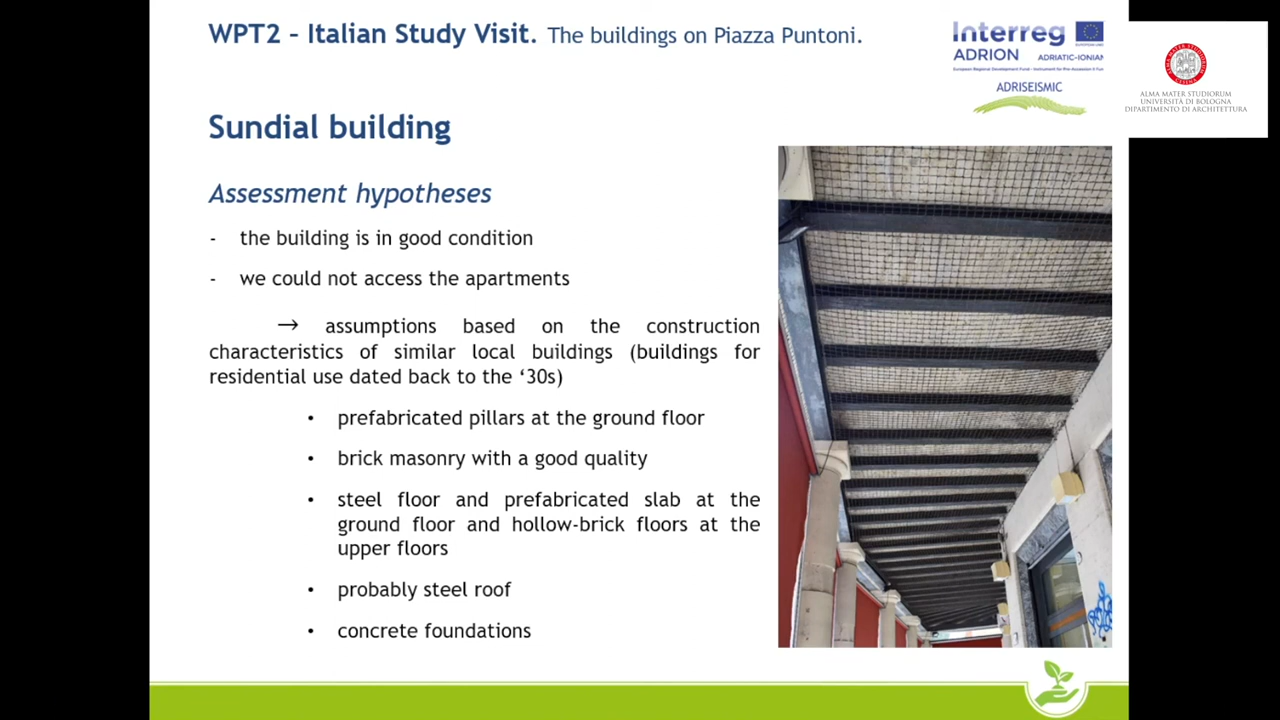 WPT2 – Italian Study Visit. The buildings on Piazza Puntoni.
Interreg
ADRION ADRIATIC-IONIAN
European Regional Development Fund - Instrument for Pre-Accession II Fun
ADRISEISMIC
ALMA MATER STUDIORUM
UNIVERSITÀ DI BOLOGNA
DIPARTIMENTO DI ARCHITETTURA
Sundial building
Assessment hypotheses
- the building is in good condition
- we could not access the apartments
→ assumptions based on the construction
characteristics of similar local buildings (buildings for
residential use dated back to the ‘30s)
• prefabricated pillars at the ground floor
• brick masonry with a good quality
• steel floor and prefabricated slab at the
ground floor and hollow-brick floors at the
upper floors
• probably steel roof
• concrete foundations